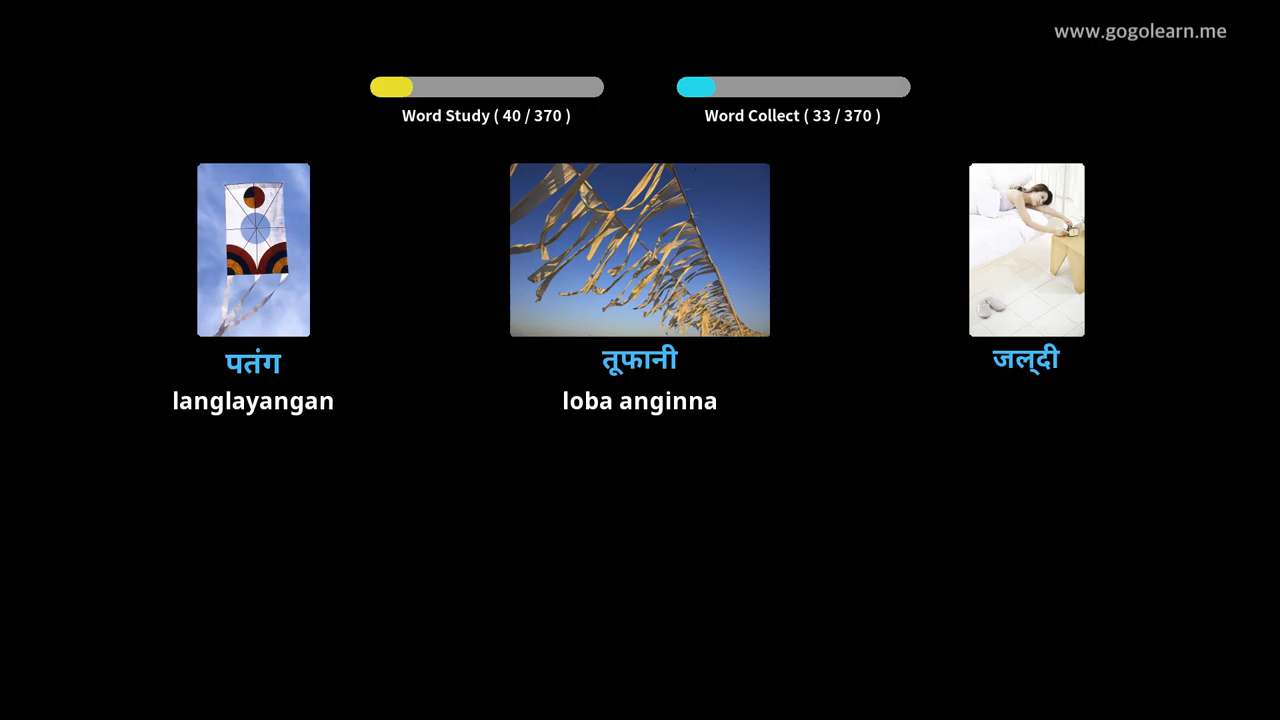 www.gogolearn.me
Word Study ( 40 / 370 )
Word Collect ( 33 / 370 )
पतंग
तूफानी
जल्दी
langlayangan
loba anginna